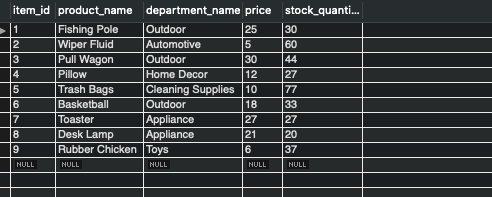 item_id product_name department_name price stock_quanti...
1 Fishing Pole Outdoor 25 30
2 Wiper Fluid Automotive 5 60
3 Pull Wagon Outdoor 30 44
4 Pillow Home Decor 12 27
5 Trash Bags Cleaning Supplies 10 77
6 Basketball Outdoor 18 33
7 Toaster Appliance 27 27
8 Desk Lamp Appliance 21 20
9 Rubber Chicken Toys 6 37
NULL NULL NULL NULL NULL